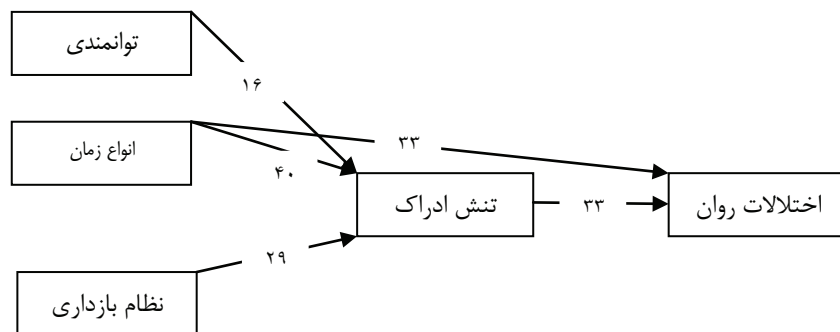 توانمندی
۱۶
انواع زمان
۳۳
۴۰
تنش ادراک
۳۳
اختلالات روان
۲۹
نظام بازداری